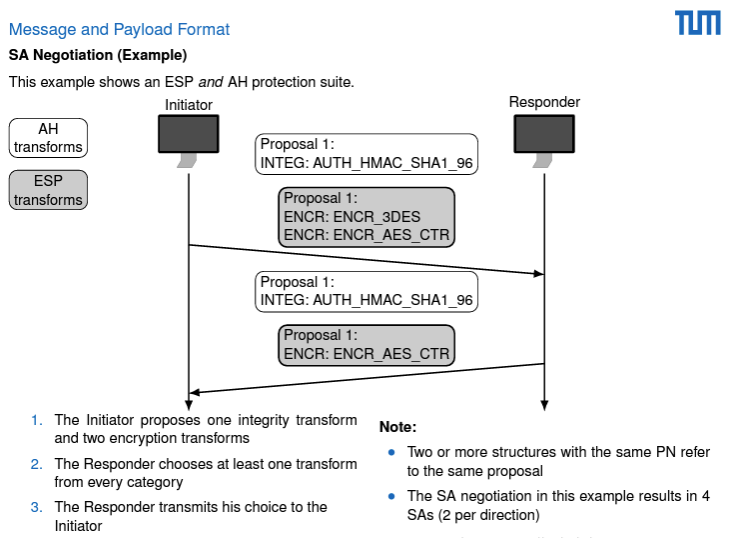 Message and Payload Format
TUM
SA Negotiation (Example)
This example shows an ESP and AH protection suite.
Initiator
Responder
AH
transforms
ESP
transforms
Proposal 1:
INTEG: AUTH_HMAC_SHA1_96
Proposal 1:
ENCR: ENCR_3DES
ENCR: ENCR_AES_CTR
Proposal 1:
INTEG: AUTH_HMAC_SHA1_96
Proposal 1:
ENCR: ENCR_AES_CTR
1. The Initiator proposes one integrity transform
and two encryption transforms
2. The Responder chooses at least one transform
from every category
3. The Responder transmits his choice to the
Initiator
Note:
• Two or more structures with the same PN refer
to the same proposal
• The SA negotiation in this example results in 4
SAs (2 per direction)